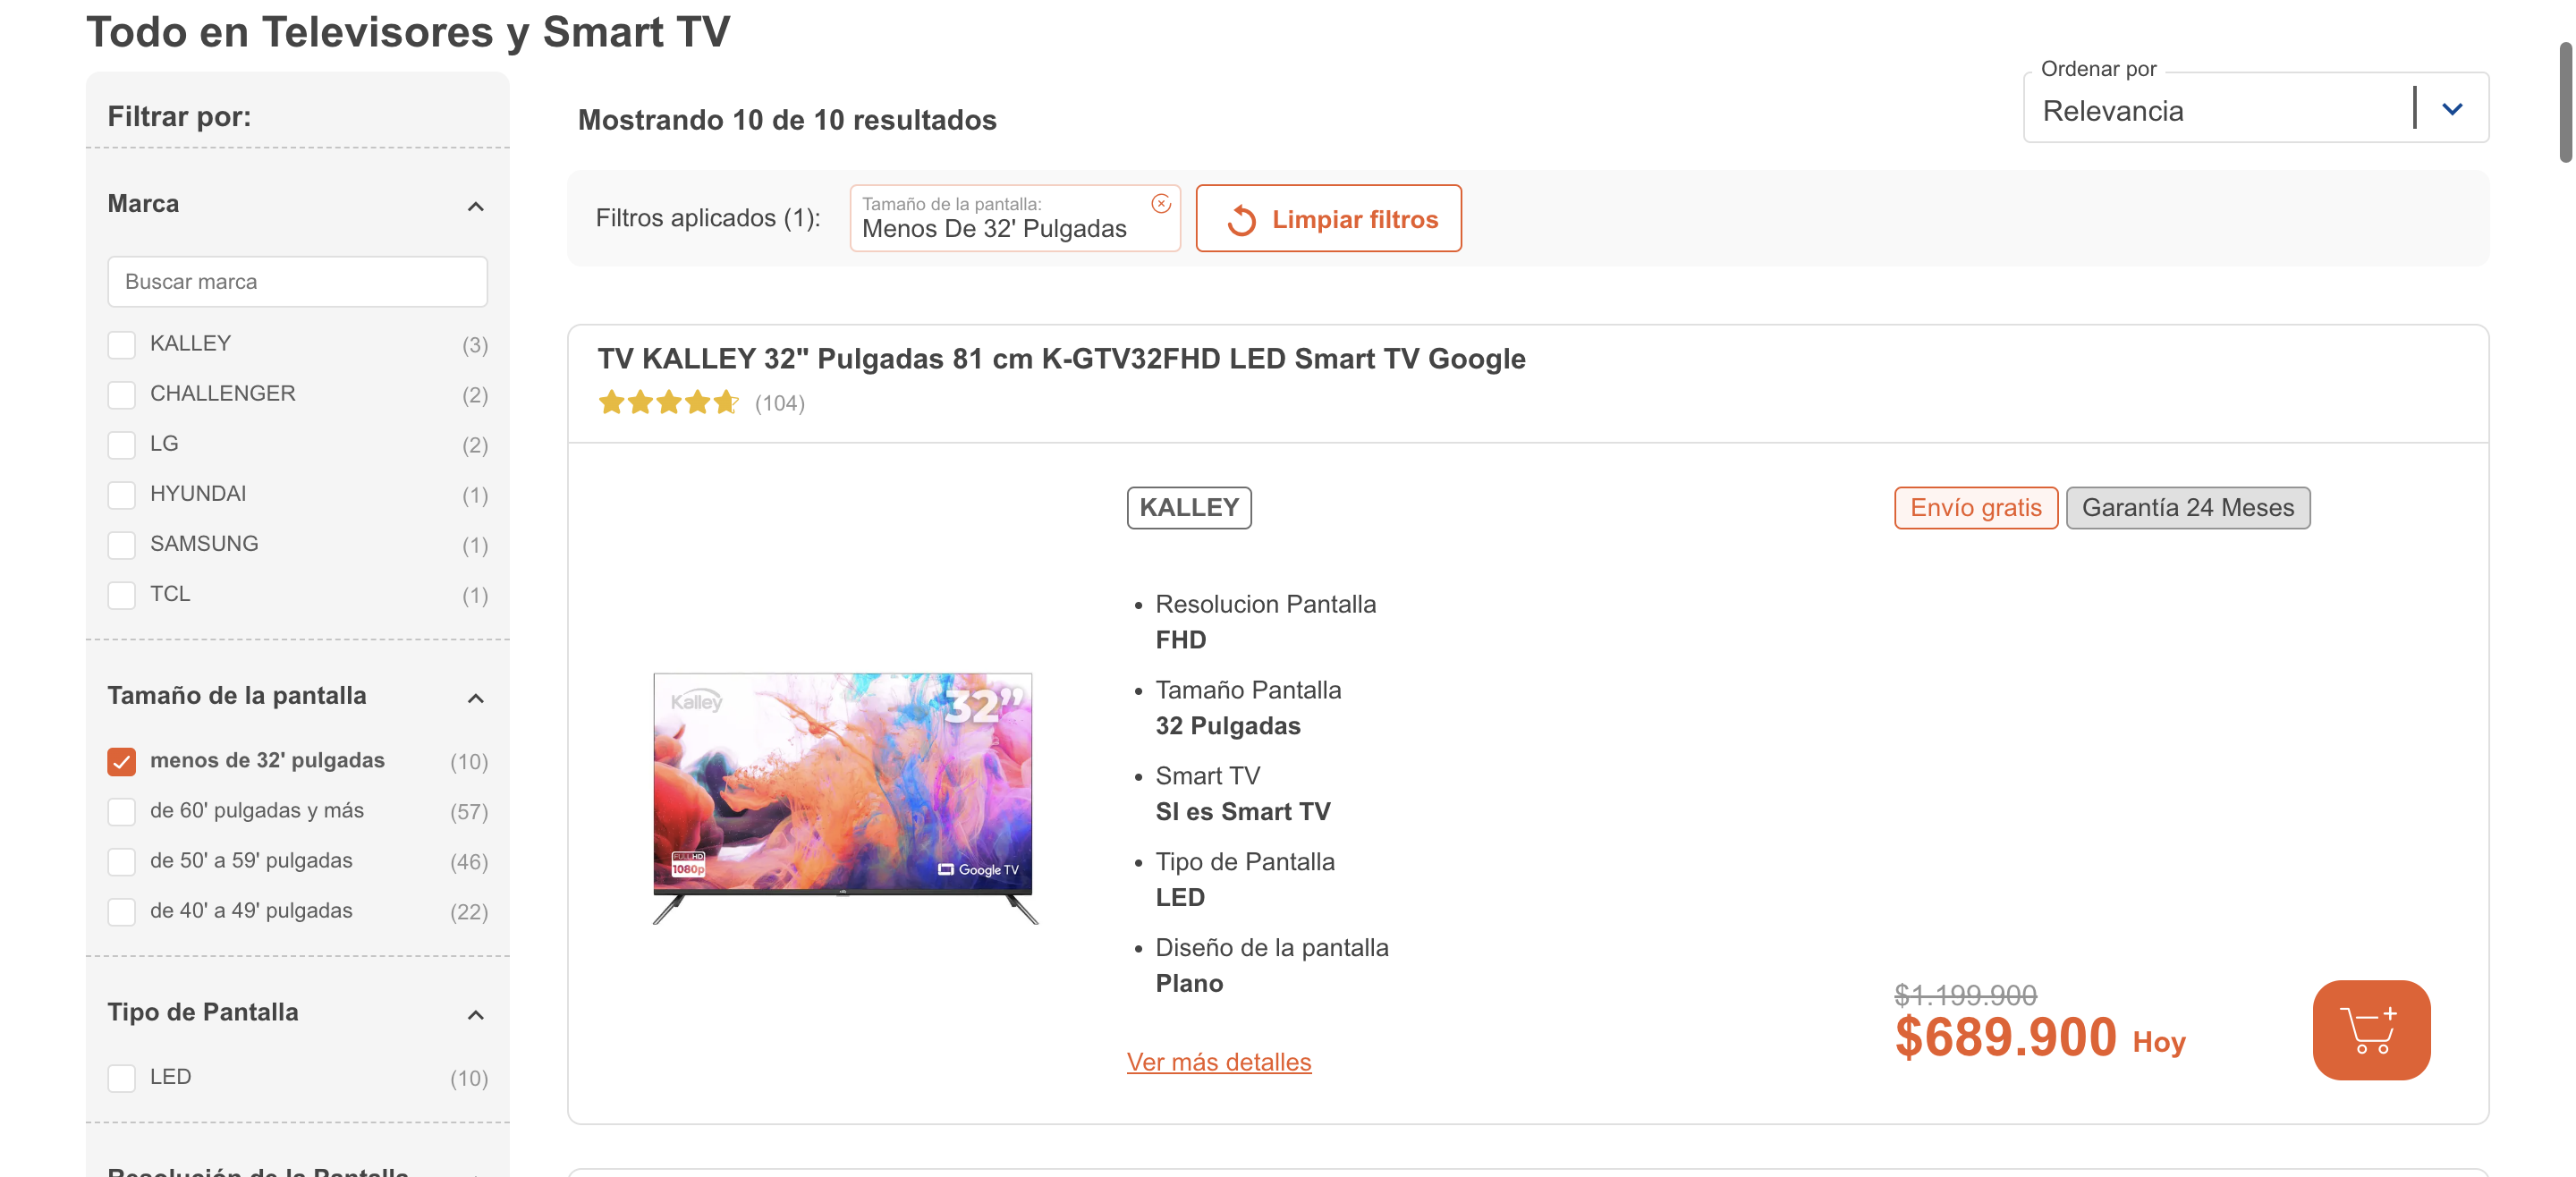 Todo en Televisores y Smart TV
Filtrar por:
Marca
Buscar marca
KALLEY (3)
CHALLENGER (2)
LG (2)
HYUNDAI (1)
SAMSUNG (1)
TCL (1)
Tamaño de la pantalla
menos de 32' pulgadas (10)
de 60' pulgadas y más (57)
de 50' a 59' pulgadas (46)
de 40' a 49' pulgadas (22)
Tipo de Pantalla
LED (10)
Resolución de la Pantalla
Mostrando 10 de 10 resultados
Ordenar por
Relevancia
Filtros aplicados (1):
Tamaño de la pantalla:
Menos De 32' Pulgadas
Limpiar filtros
TV KALLEY 32" Pulgadas 81 cm K-GTV32FHD LED Smart TV Google
(104)
Kalley
32”
FULLHD
1080p
Google TV
KALLEY
Resolucion Pantalla
FHD
Tamaño Pantalla
32 Pulgadas
Smart TV
SI es Smart TV
Tipo de Pantalla
LED
Diseño de la pantalla
Plano
Ver más detalles
Envío gratis
Garantía 24 Meses
$1.199.900
$689.900 Hoy